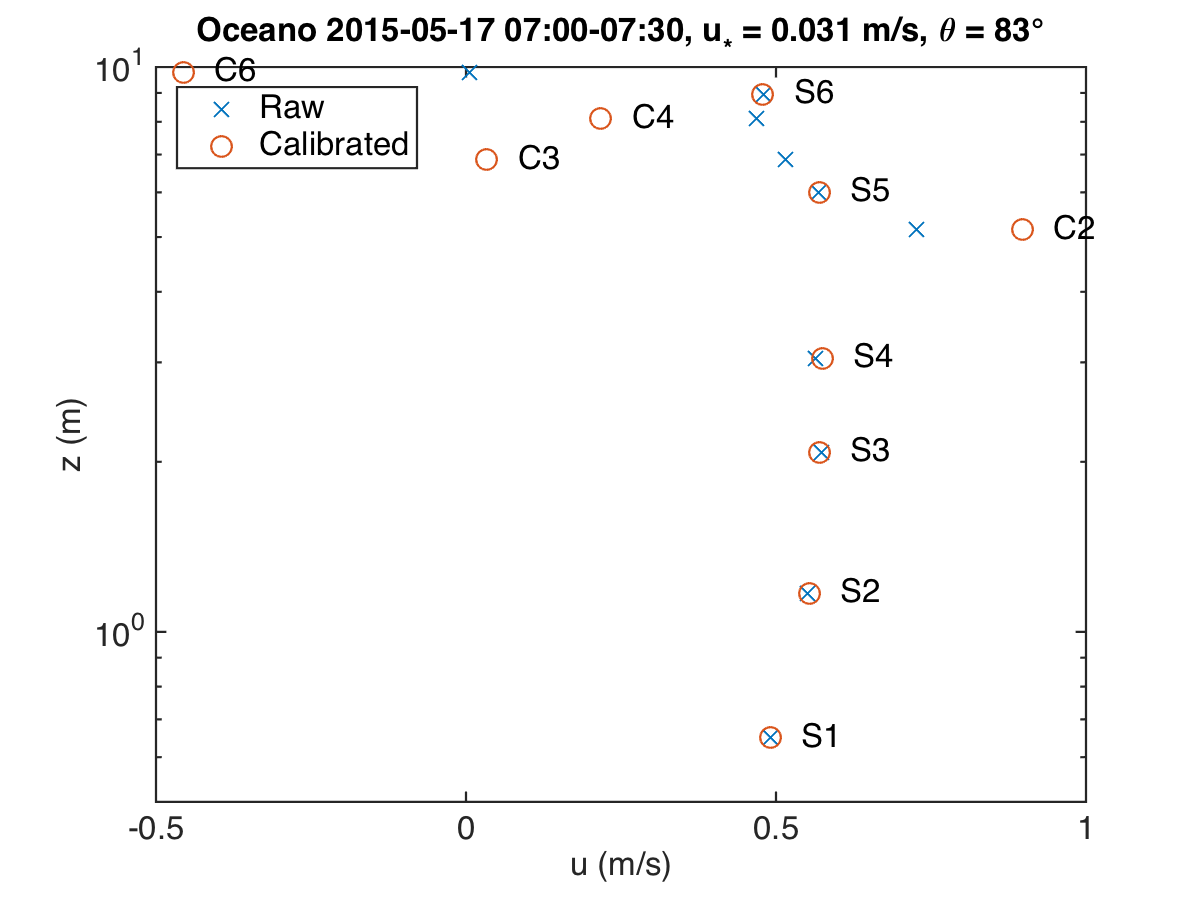 Oceano 2015-05-17 07:00-07:30, u* = 0.031 m/s, θ = 83°
10¹
C6
Raw
Calibrated
S6
C4
C3
S5
C2
S4
z (m)
S3
S2
10⁰
S1
-0.5 0 0.5 1
u (m/s)